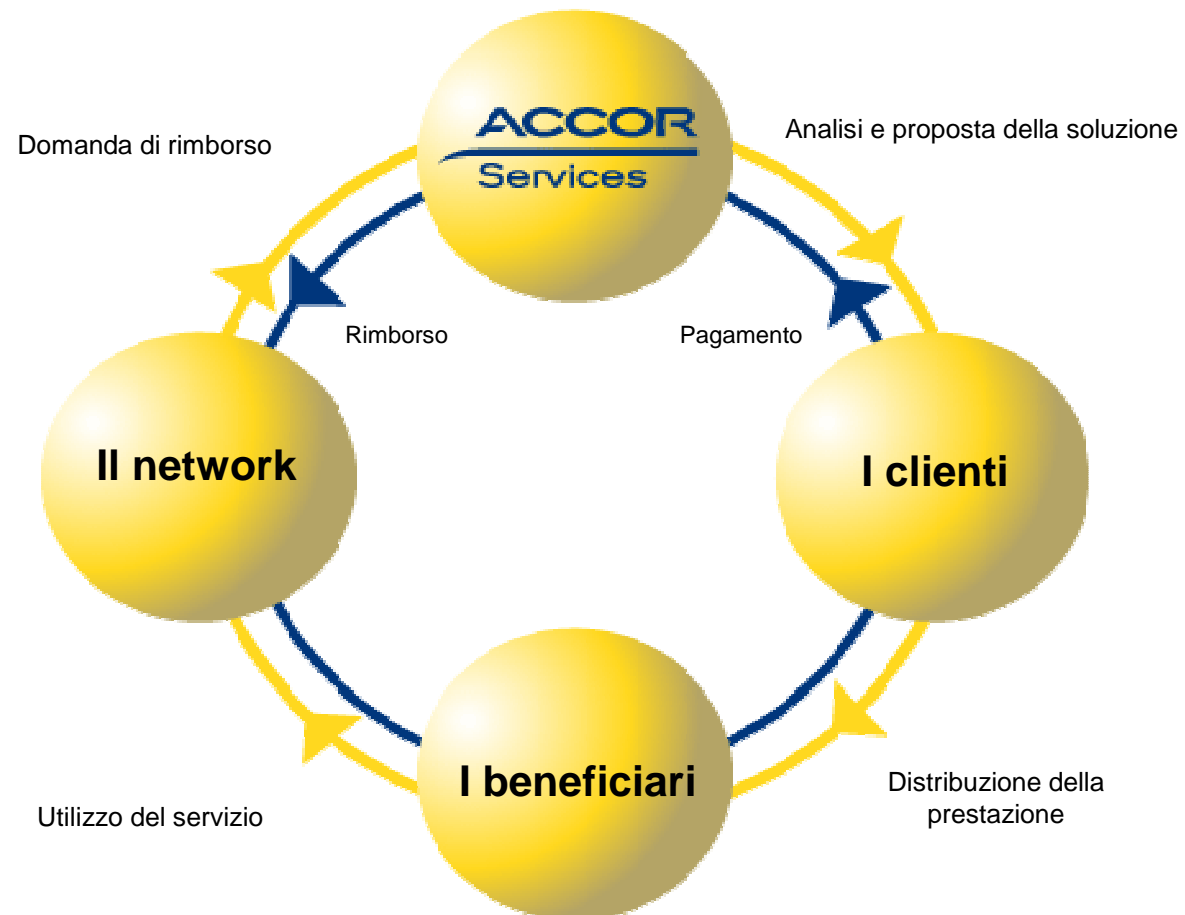 ACCOR
Services
Domanda di rimborso
Analisi e proposta della soluzione
Rimborso
Pagamento
Il network
I clienti
I beneficiari
Utilizzo del servizio
Distribuzione della
prestazione